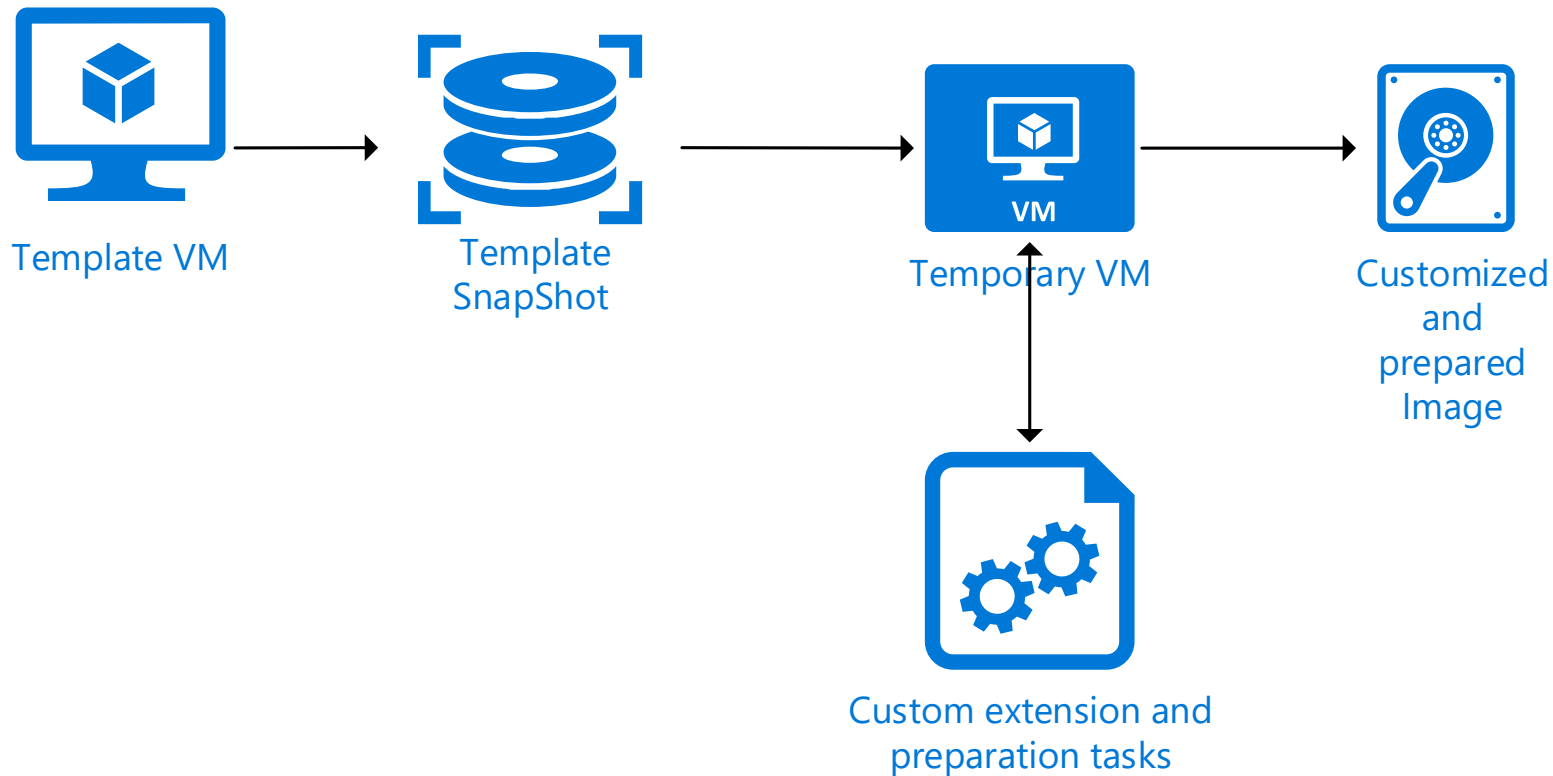 Template VM
Template
SnapShot
VM
Temporary VM
Customized
and
prepared
Image
Custom extension and
preparation tasks